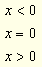 x < 0
x = 0
x > 0